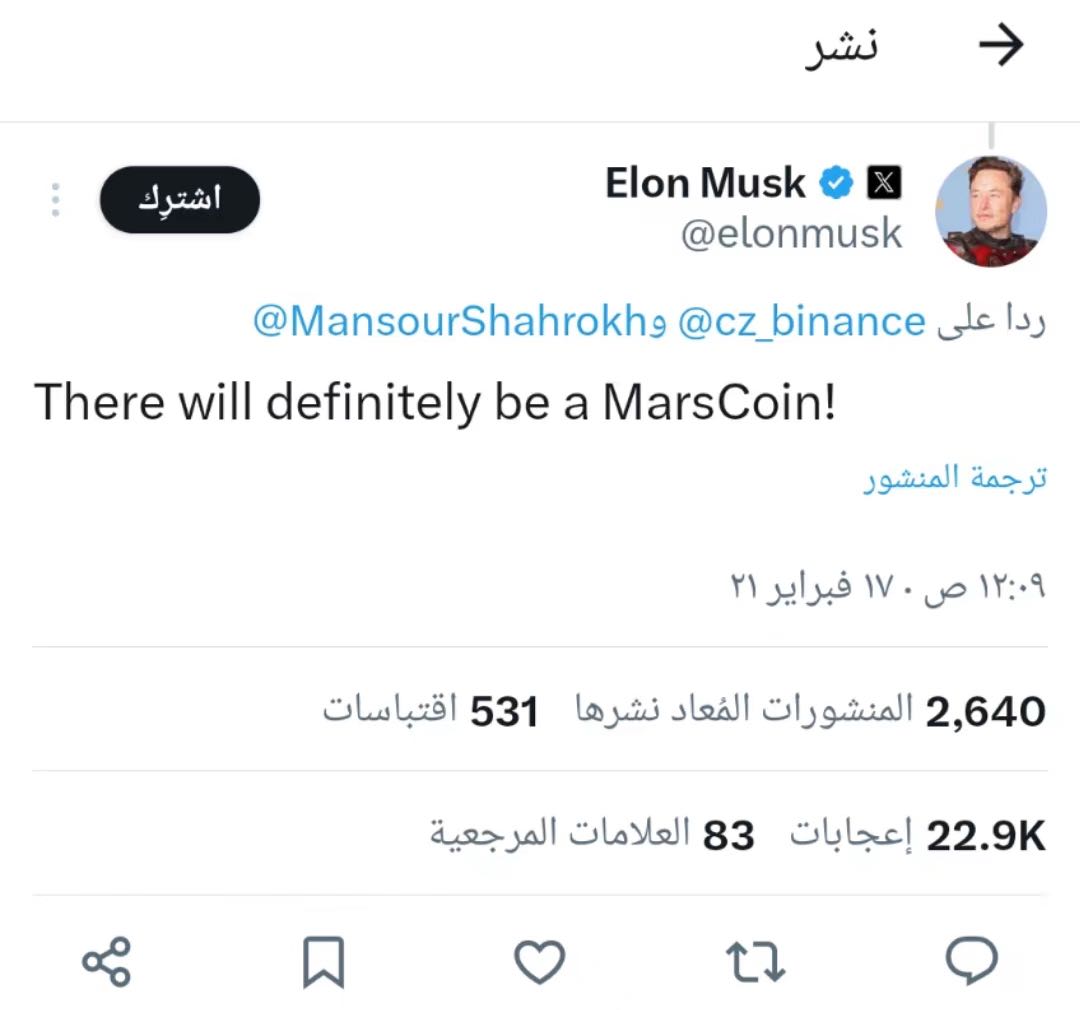 نشر
Elon Musk
@elonmusk
اشترِك
ردا على @cz_binance و@MansourShahrokh
There will definitely be a MarsCoin!
ترجمة المنشور
١٢:٠٩ ص · ١٧ فبراير ٢١
2,640 المنشورات المُعاد نشرها 531 اقتباسات
22.9K إعجابات 83 العلامات المرجعية